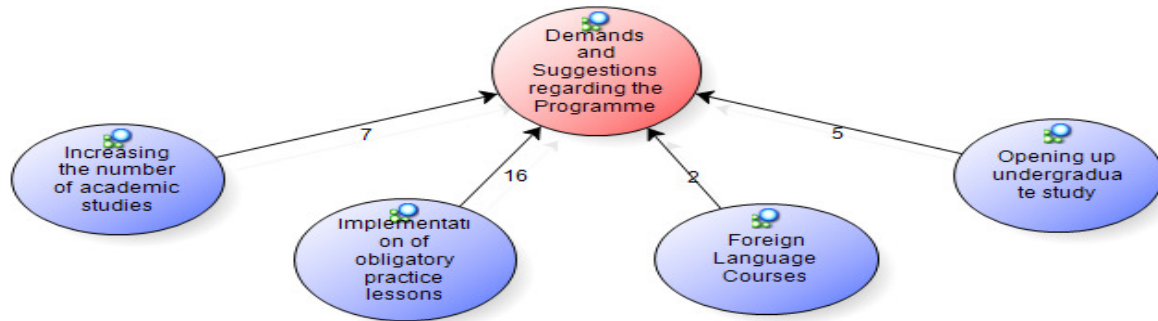 Demands
and
Suggestions
regarding the
Programme
7
16
2
5
Increasing
the number
of academic
studies
Implementati
on of
obligatory
practice
lessons
Foreign
Language
Courses
Opening up
undergradua
te study